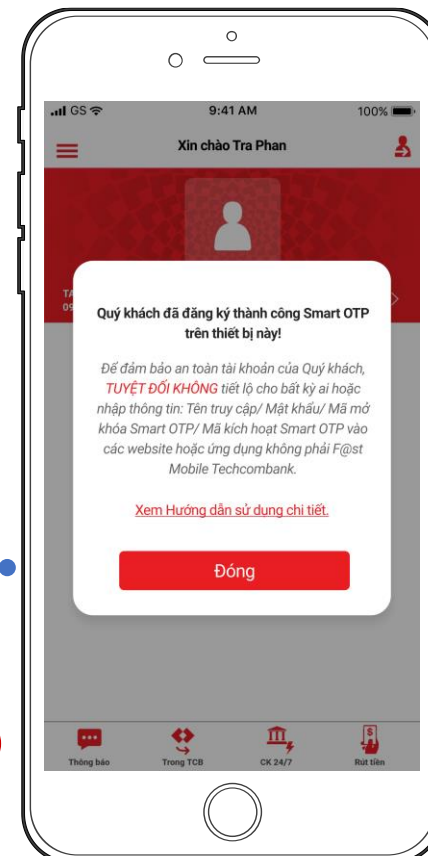 GS 9:41 AM 100%
Xin chào Tra Phan
TA
09
Quý khách đã đăng ký thành công Smart OTP
trên thiết bị này!
Để đảm bảo an toàn tài khoản của Quý khách,
TUYỆT ĐỐI KHÔNG tiết lộ cho bất kỳ ai hoặc
nhập thông tin: Tên truy cập/ Mật khẩu/ Mã mở
khóa Smart OTP/ Mã kích hoạt Smart OTP vào
các website hoặc ứng dụng không phải F@st
Mobile Techcombank.
Xem Hướng dẫn sử dụng chi tiết.
Đóng
Thông báo Trong TCB CK 24/7 Rút tiền